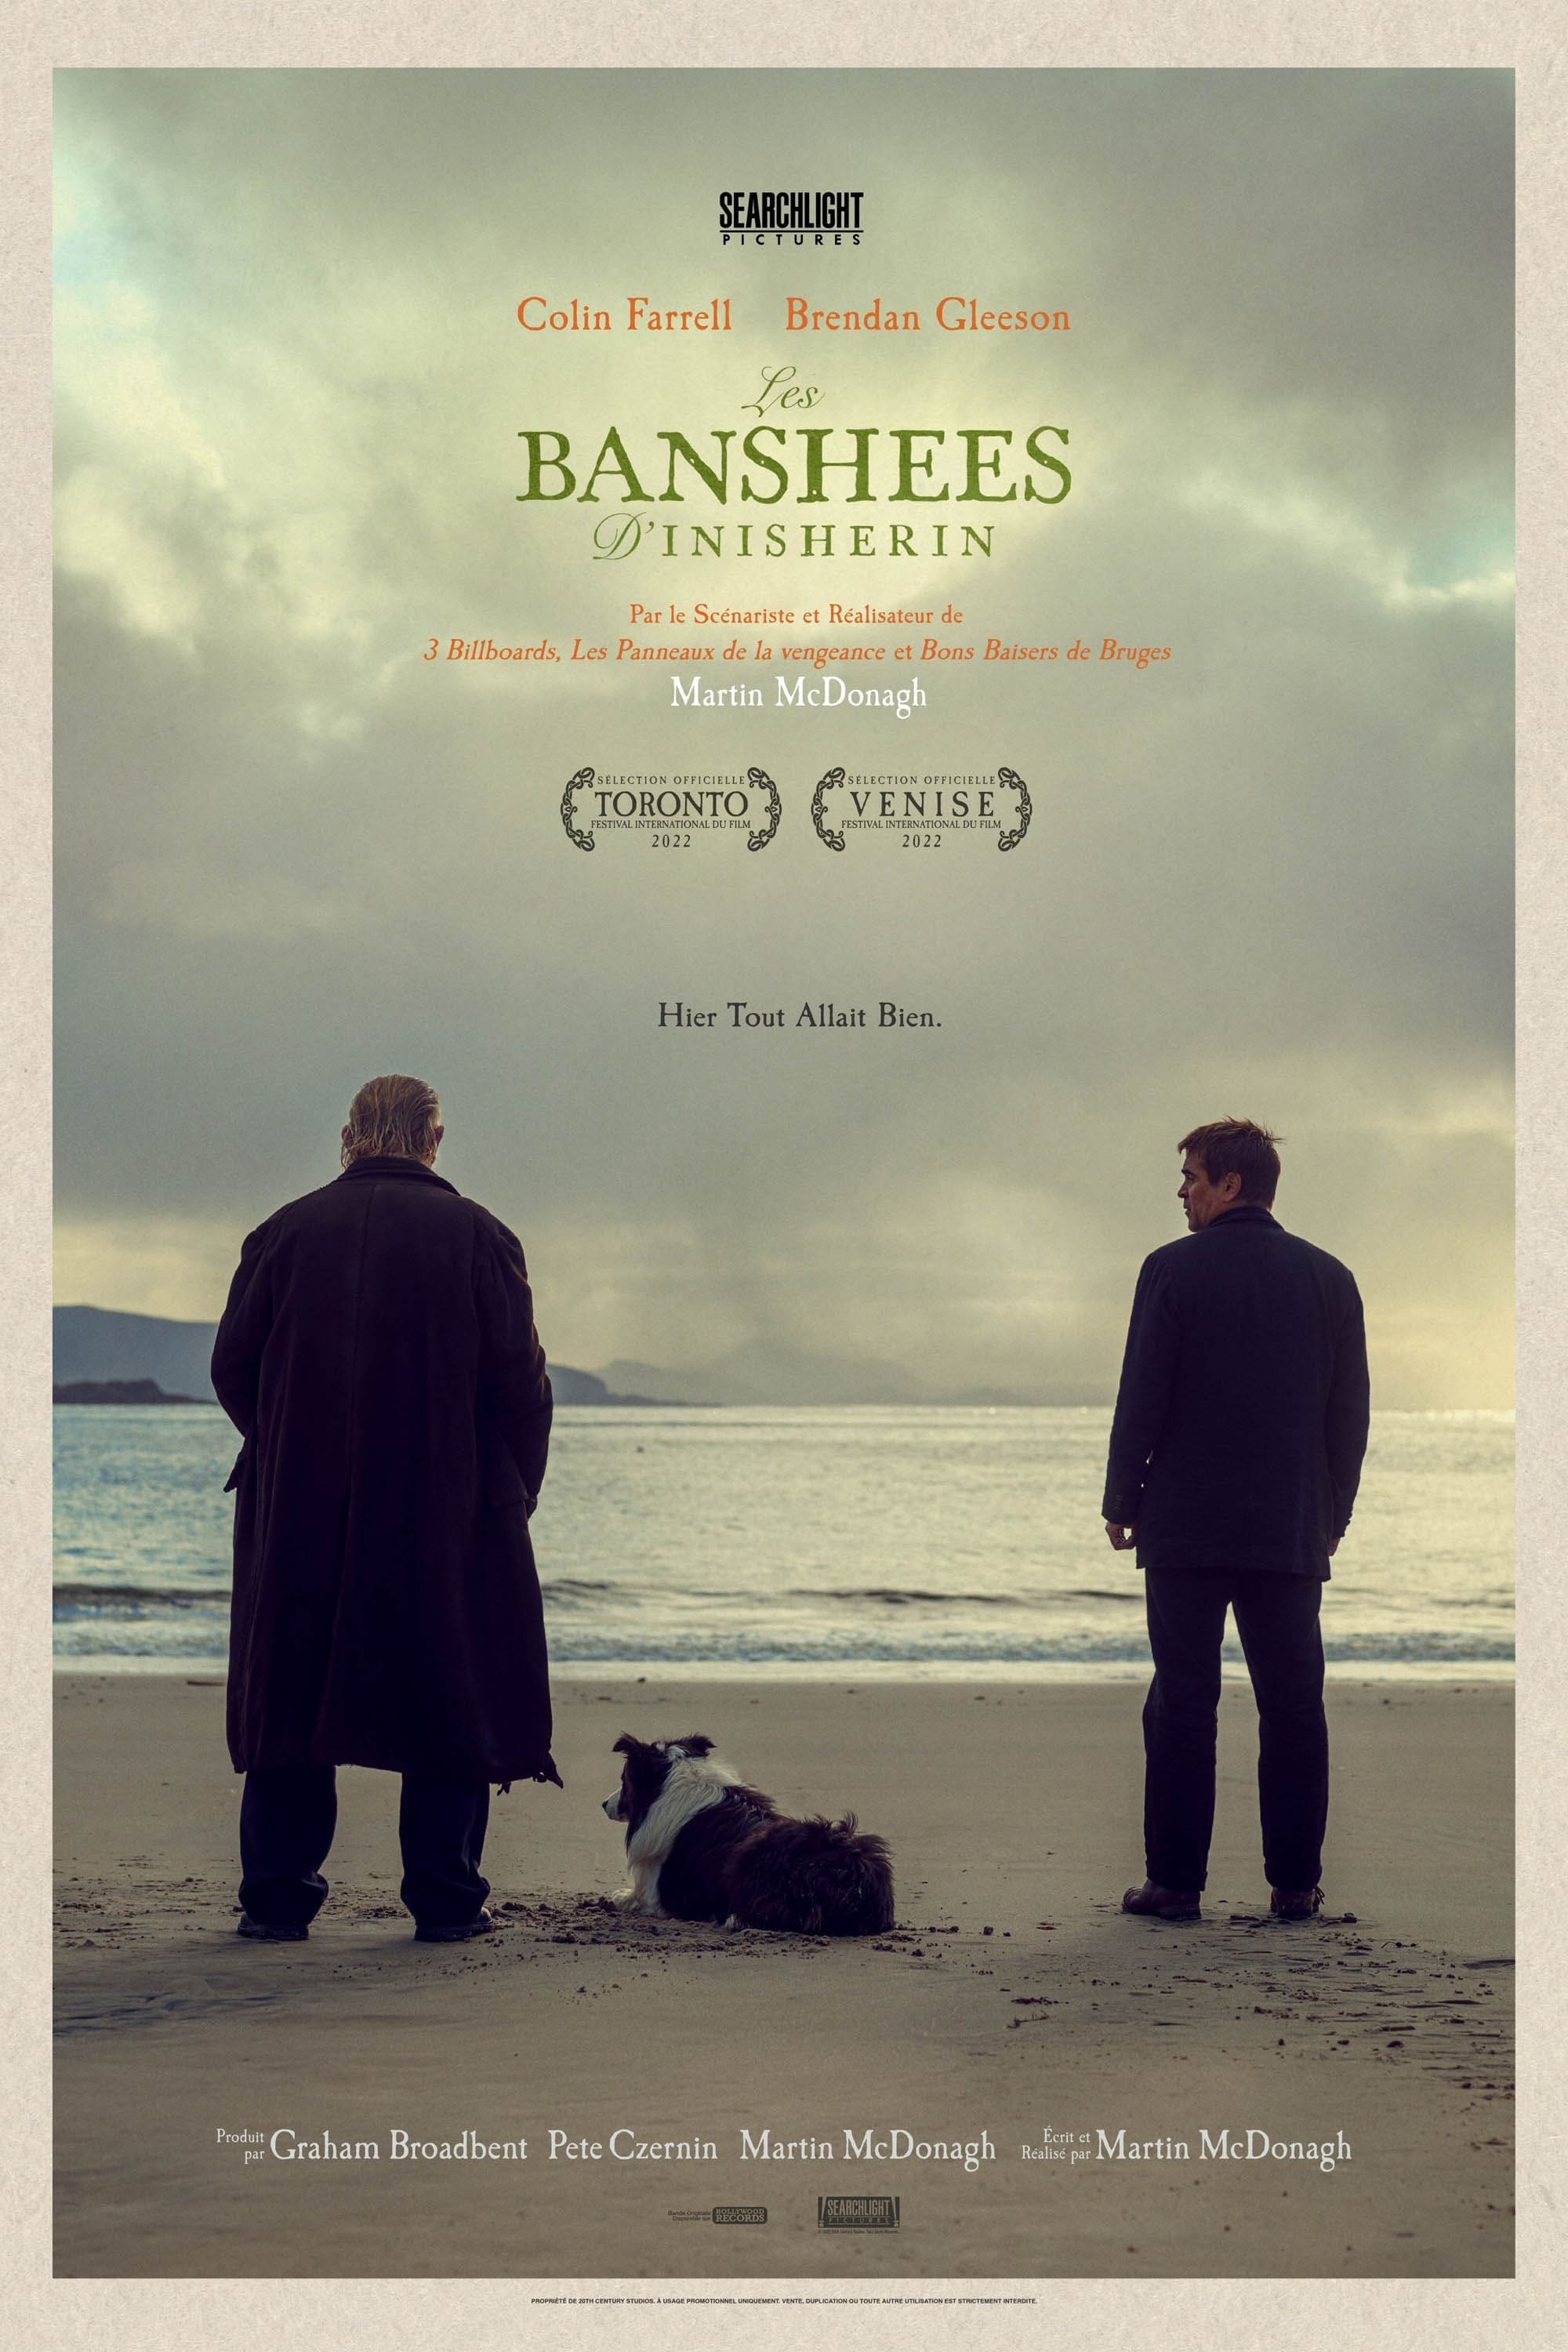 SEARCHLIGHT
PICTURES
Colin Farrell Brendan Gleeson
Les
BANSHEES
D'INISHERIN
Par le Scénariste et Réalisateur de
3 Billboards, Les Panneaux de la vengeance et Bons Baisers de Bruges
Martin McDonagh
SÉLECTION OFFICIELLE
TORONTO
FESTIVAL INTERNATIONAL DU FILM
2022
SÉLECTION OFFICIELLE
VENISE
FESTIVAL INTERNATIONAL DU FILM
2022
Hier Tout Allait Bien.
Produit par Graham Broadbent Pete Czernin Martin McDonagh Écrit et Réalisé par Martin McDonagh
Bande Originale
Disponible sur
HOLLYWOOD
RECORDS
SEARCHLIGHT
PICTURES
PROPRIÉTÉ DE 20TH CENTURY STUDIOS. À USAGE PROMOTIONNEL UNIQUEMENT. VENTE, DUPLICATION OU TOUTE AUTRE UTILISATION EST STRICTEMENT INTERDITE.